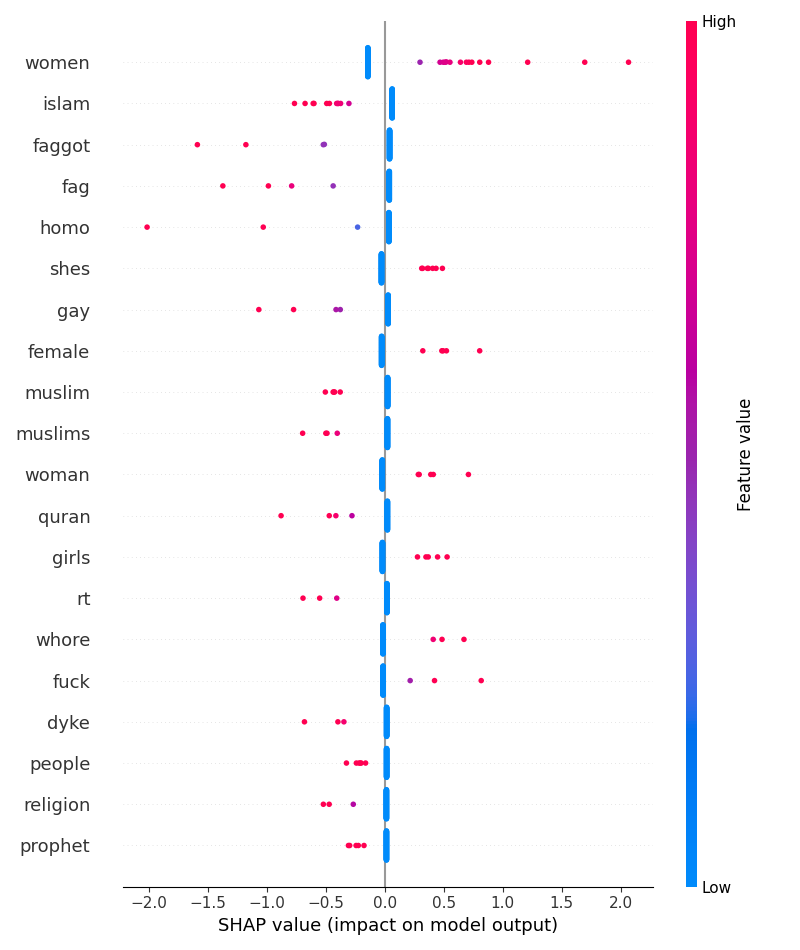 High
women
islam
faggot
fag
homo
shes
gay
female
muslim
muslims
woman
quran
girls
rt
whore
fuck
dyke
people
religion
prophet
Feature value
Low
−2.0 −1.5 −1.0 −0.5 0.0 0.5 1.0 1.5 2.0
SHAP value (impact on model output)